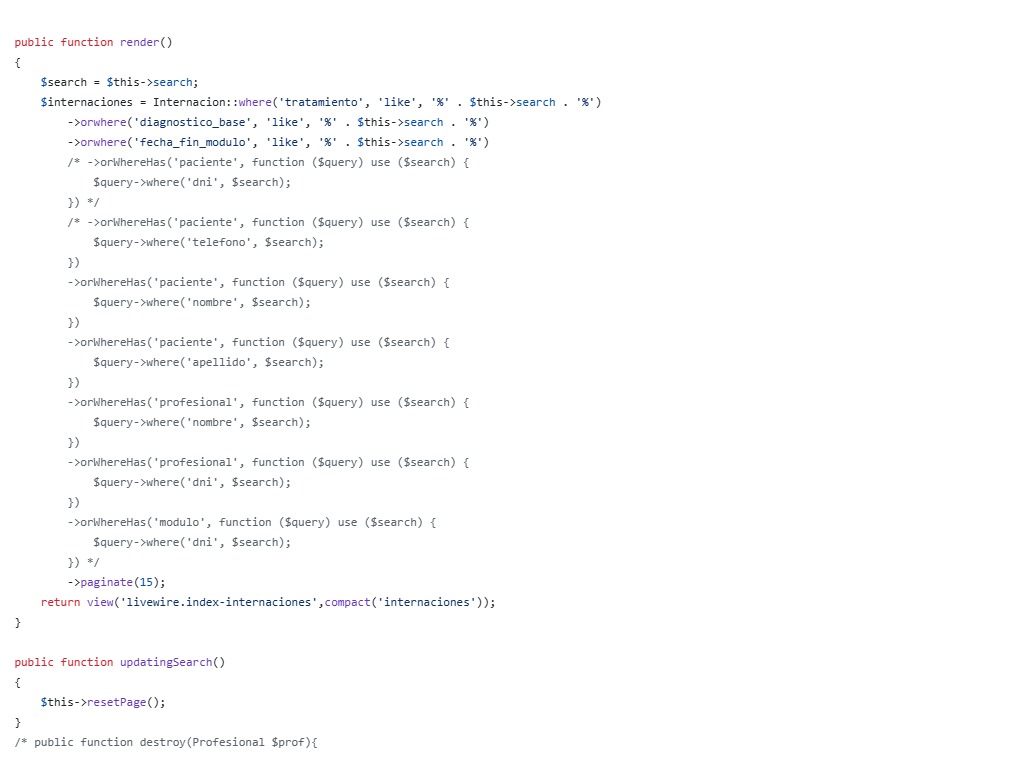 public function render()
{
    $search = $this->search;
    $internaciones = Internacion::where('tratamiento', 'like', '%' . $this->search . '%')
        ->orwhere('diagnostico_base', 'like', '%' . $this->search . '%')
        ->orwhere('fecha_fin_modulo', 'like', '%' . $this->search . '%')
        /* ->orWhereHas('paciente', function ($query) use ($search) {
            $query->where('dni', $search);
        }) */
        /* ->orWhereHas('paciente', function ($query) use ($search) {
            $query->where('telefono', $search);
        })
        ->orWhereHas('paciente', function ($query) use ($search) {
            $query->where('nombre', $search);
        })
        ->orWhereHas('paciente', function ($query) use ($search) {
            $query->where('apellido', $search);
        })
        ->orWhereHas('profesional', function ($query) use ($search) {
            $query->where('nombre', $search);
        })
        ->orWhereHas('profesional', function ($query) use ($search) {
            $query->where('dni', $search);
        })
        ->orWhereHas('modulo', function ($query) use ($search) {
            $query->where('dni', $search);
        }) */
        ->paginate(15);
    return view('livewire.index-internaciones',compact('internaciones'));
}
public function updatingSearch()
{
    $this->resetPage();
}
/* public function destroy(Profesional $prof){